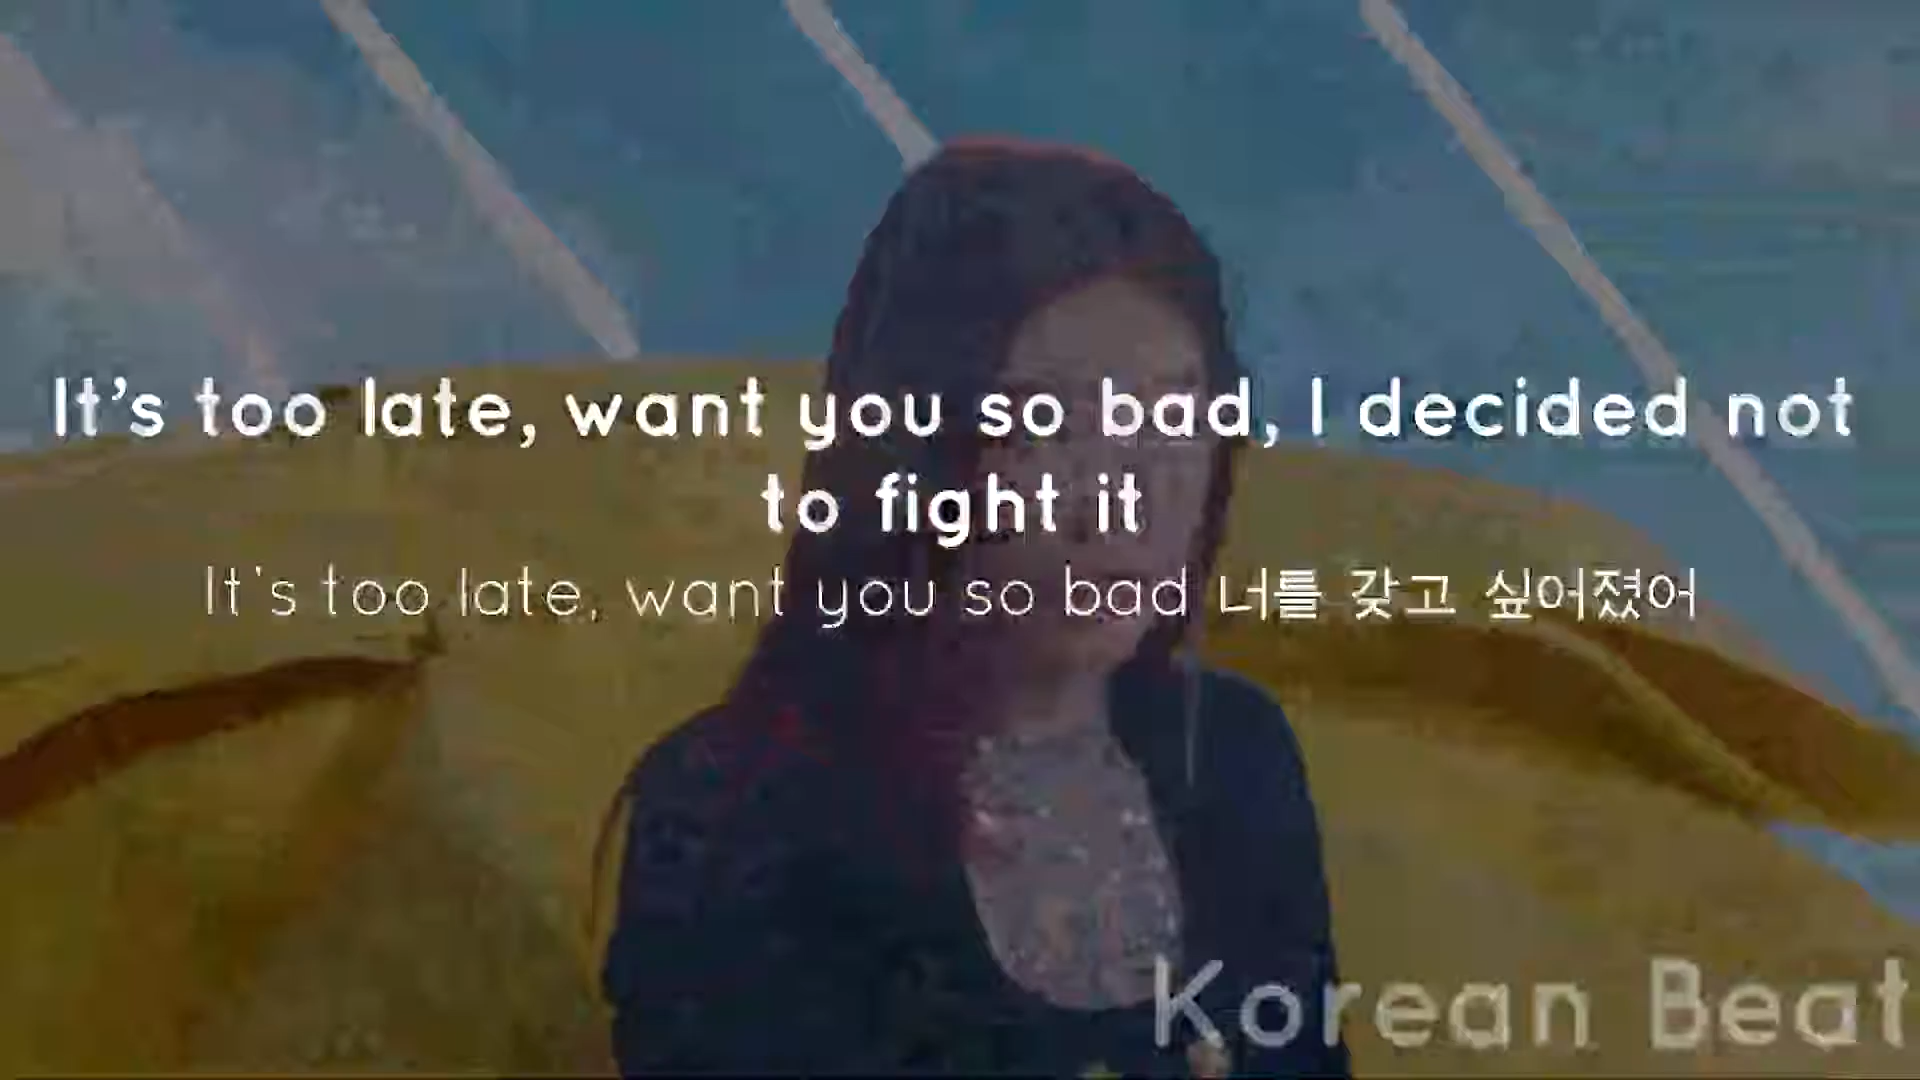 It's too late, want you so bad, I decided not
to fight it
It's too late, want you so bad 너를 갖고 싶어졌어
Korean Beat